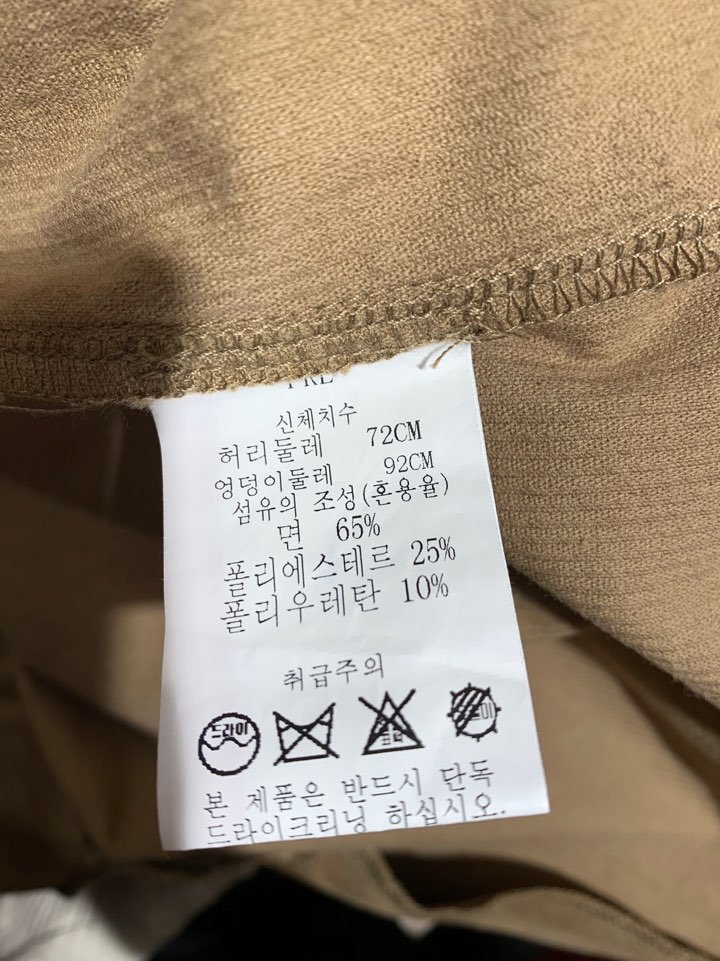 신체치수
허리둘레 72CM
엉덩이둘레 92CM
섬유의 조성(혼용율)
면 65%
폴리에스테르 25%
폴리우레탄 10%
취급주의
드라이
본 제품은 반드시 단독
드라이크리닝 하십시오.